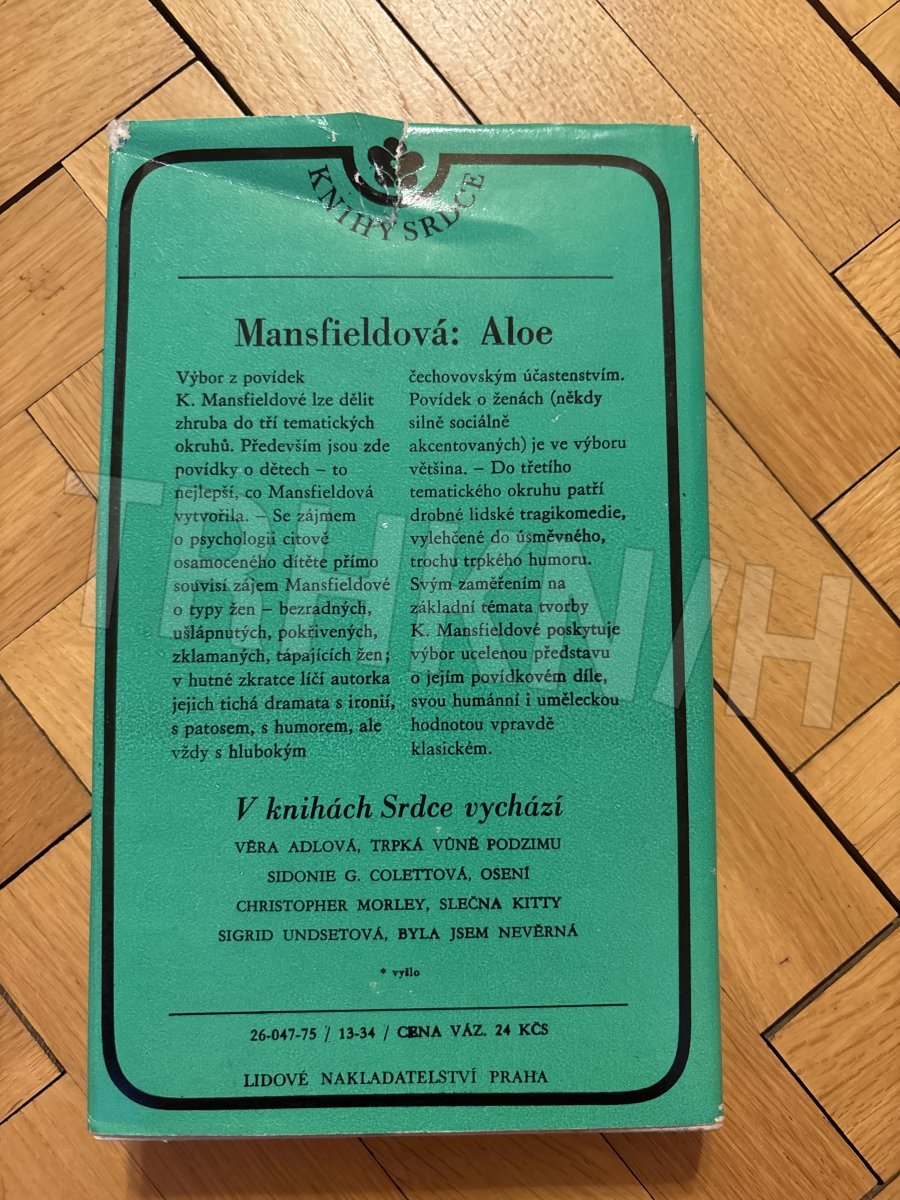 KNIHY SRDCE
Mansfieldová: Aloe
Výbor z povídek
K. Mansfieldové lze dělit
zhruba do tří tematických
okruhů. Především jsou zde
povídky o dětech – to
nejlepší, co Mansfieldová
vytvořila. – Se zájmem
o psychologii citově
osamoceného dítěte přímo
souvisí zájem Mansfieldové
o typy žen – bezradných,
ušlápnutých, pokřivených,
zklamaných, tápajících žen;
v hutné zkratce líčí autorka
jejich tichá dramata s ironií,
s patosem, s humorem, ale
vždy s hlubokým
čechovovským účastenstvím.
Povídek o ženách (někdy
silně sociálně
akcentovaných) je ve výboru
většina. – Do třetího
tematického okruhu patří
drobné lidské tragikomedie,
vylehčené do úsměvného,
trochu trpkého humoru.
Svým zaměřením na
základní témata tvorby
K. Mansfieldové poskytuje
výbor ucelenou představu
o jejím povídkovém díle,
svou humánní i uměleckou
hodnotou vpravdě
klasickém.
V knihách Srdce vychází
VĚRA ADLOVÁ, TRPKÁ VŮNĚ PODZIMU
SIDONIE G. COLETTOVÁ, OSENÍ
CHRISTOPHER MORLEY, SLEČNA KITTY
SIGRID UNDSETOVÁ, BYLA JSEM NEVĚRNÁ
* vyšlo
26-047-75 / 13-34 / CENA VÁZ. 24 KČS
LIDOVÉ NAKLADATELSTVÍ PRAHA